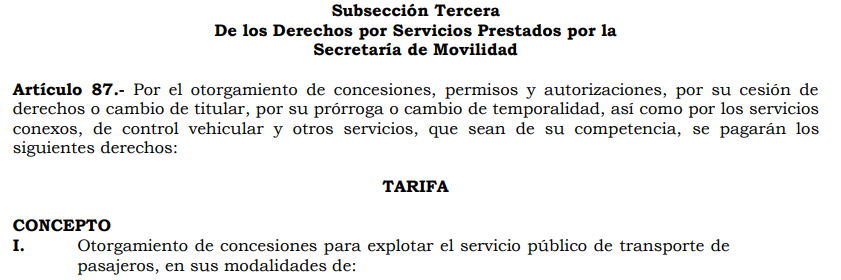 Subsección Tercera
De los Derechos por Servicios Prestados por la
Secretaría de Movilidad
Artículo 87.- Por el otorgamiento de concesiones, permisos y autorizaciones, por su cesión de
derechos o cambio de titular, por su prórroga o cambio de temporalidad, así como por los servicios
conexos, de control vehicular y otros servicios, que sean de su competencia, se pagarán los
siguientes derechos:
TARIFA
CONCEPTO
I. Otorgamiento de concesiones para explotar el servicio público de transporte de
pasajeros, en sus modalidades de: